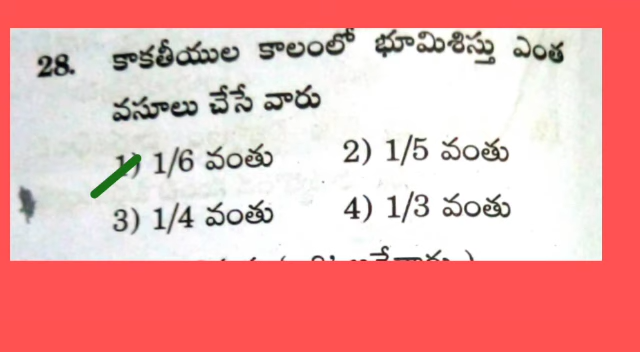 28. కాకతీయుల కాలంలో భూమిశిస్తు ఎంత
వసూలు చేసే వారు
1) 1/6 వంతు 2) 1/5 వంతు
3) 1/4 వంతు 4) 1/3 వంతు